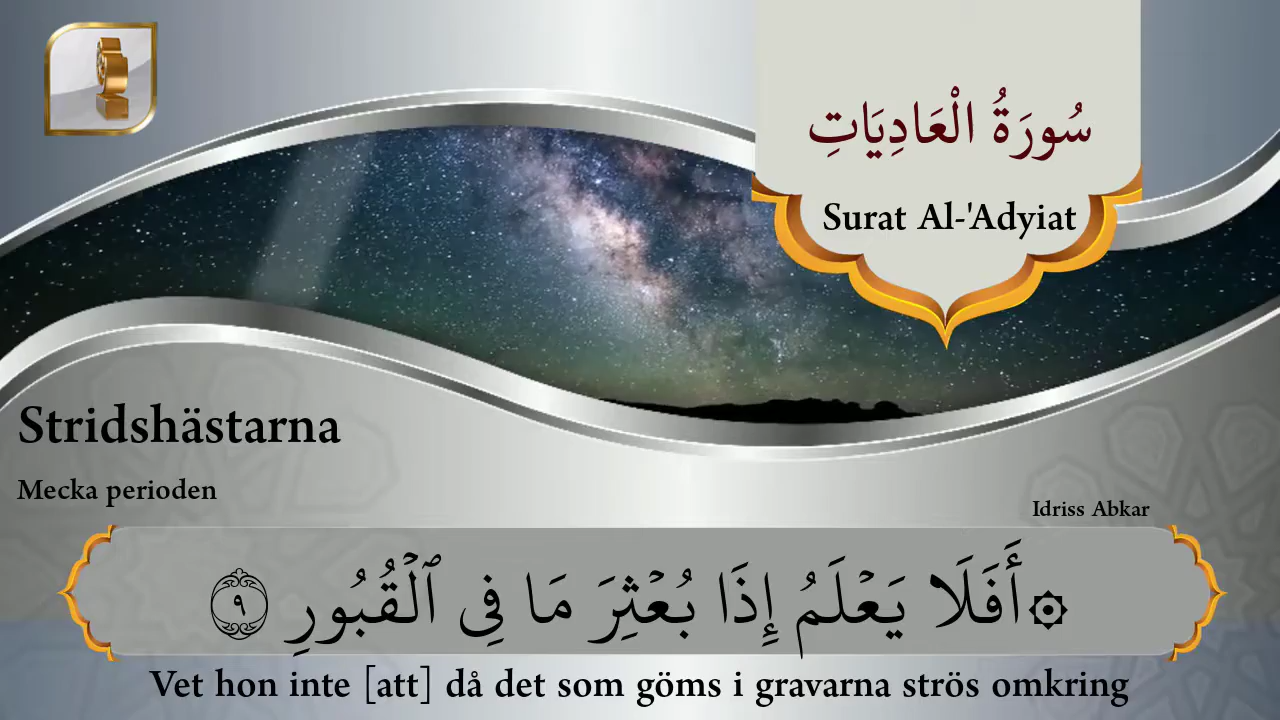 سُورَةُ الْعَادِيَاتِ
Surat Al-'Adyiat
Stridshästarna
Mecka perioden
Idriss Abkar
۞ أَفَلَا يَعۡلَمُ إِذَا بُعۡثِرَ مَا فِي ٱلۡقُبُورِ ٩
Vet hon inte [att] då det som göms i gravarna strös omkring